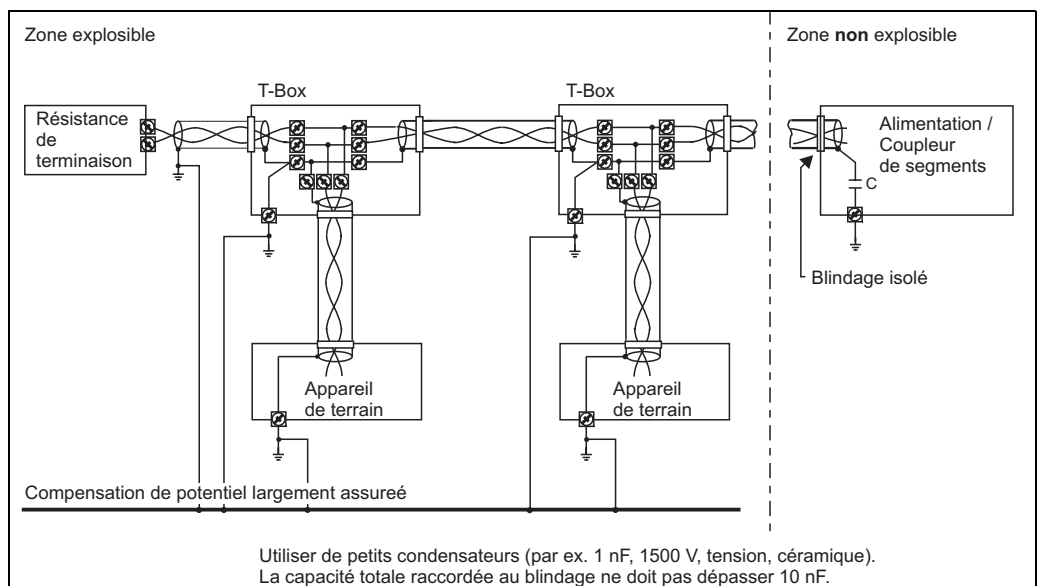 Zone explosible
Zone non explosible
T-Box
T-Box
Résistance
de
terminaison
Alimentation /
Coupleur
de segments
C
Blindage isolé
Appareil
de terrain
Appareil
de terrain
Compensation de potentiel largement assureé
Utiliser de petits condensateurs (par ex. 1 nF, 1500 V, tension, céramique).
La capacité totale raccordée au blindage ne doit pas dépasser 10 nF.